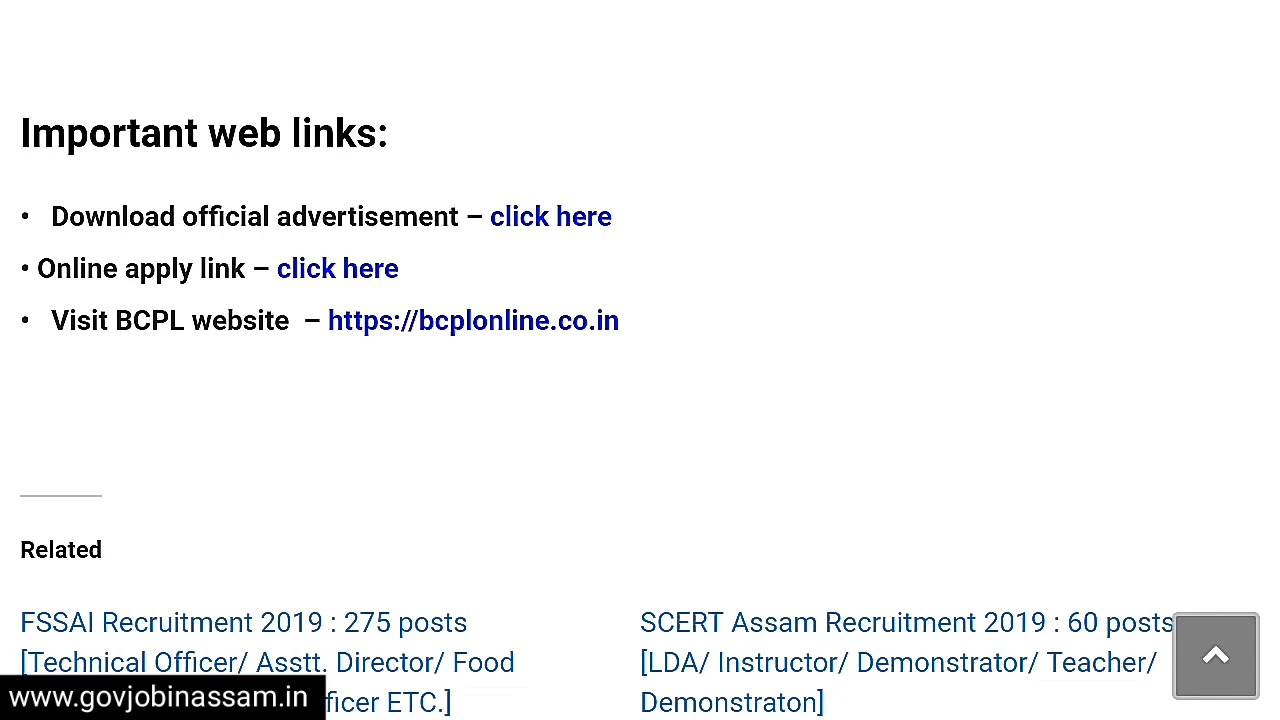 Important web links:
• Download official advertisement – click here
• Online apply link – click here
• Visit BCPL website – https://bcplonline.co.in
Related
FSSAI Recruitment 2019 : 275 posts
[Technical Officer/ Asstt. Director/ Food
ficer ETC.]
SCERT Assam Recruitment 2019 : 60 posts
[LDA/ Instructor/ Demonstrator/ Teacher/
Demonstraton]
www.govjobinassam.in